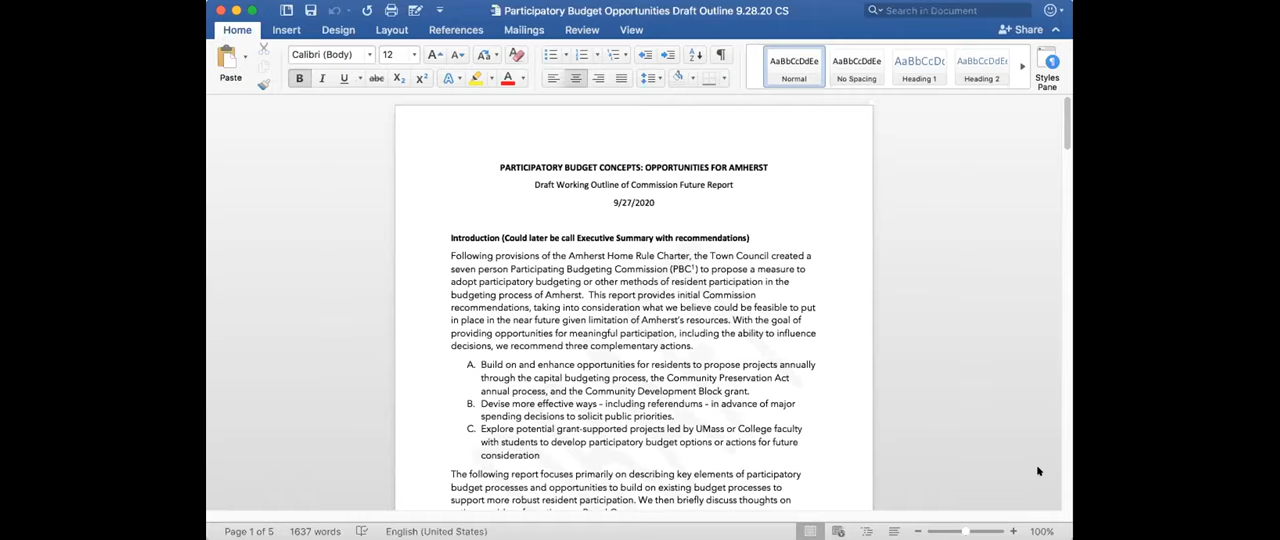 Participatory Budget Opportunities Draft Outline 9.28.20 CS
Search in Document
Home Insert Design Layout References Mailings Review View
Share
Paste
Calibri (Body) 12
AaBbCcDdEe AaBbCcDdEe AaBbCcDc AaBbCcDdEe
Normal No Spacing Heading 1 Heading 2
Styles
Pane
PARTICIPATORY BUDGET CONCEPTS: OPPORTUNITIES FOR AMHERST
Draft Working Outline of Commission Future Report
9/27/2020
Introduction (Could later be call Executive Summary with recommendations)
Following provisions of the Amherst Home Rule Charter, the Town Council created a
seven person Participating Budgeting Commission (PBC¹) to propose a measure to
adopt participatory budgeting or other methods of resident participation in the
budgeting process of Amherst. This report provides initial Commission
recommendations, taking into consideration what we believe could be feasible to put
in place in the near future given limitation of Amherst's resources. With the goal of
providing opportunities for meaningful participation, including the ability to influence
decisions, we recommend three complementary actions.
A. Build on and enhance opportunities for residents to propose projects annually
through the capital budgeting process, the Community Preservation Act
annual process, and the Community Development Block grant.
B. Devise more effective ways - including referendums - in advance of major
spending decisions to solicit public priorities.
C. Explore potential grant-supported projects led by UMass or College faculty
with students to develop participatory budget options or actions for future
consideration
The following report focuses primarily on describing key elements of participatory
budget processes and opportunities to build on existing budget processes to
support more robust resident participation. We then briefly discuss thoughts on
Page 1 of 5 1637 words English (United States) 100%